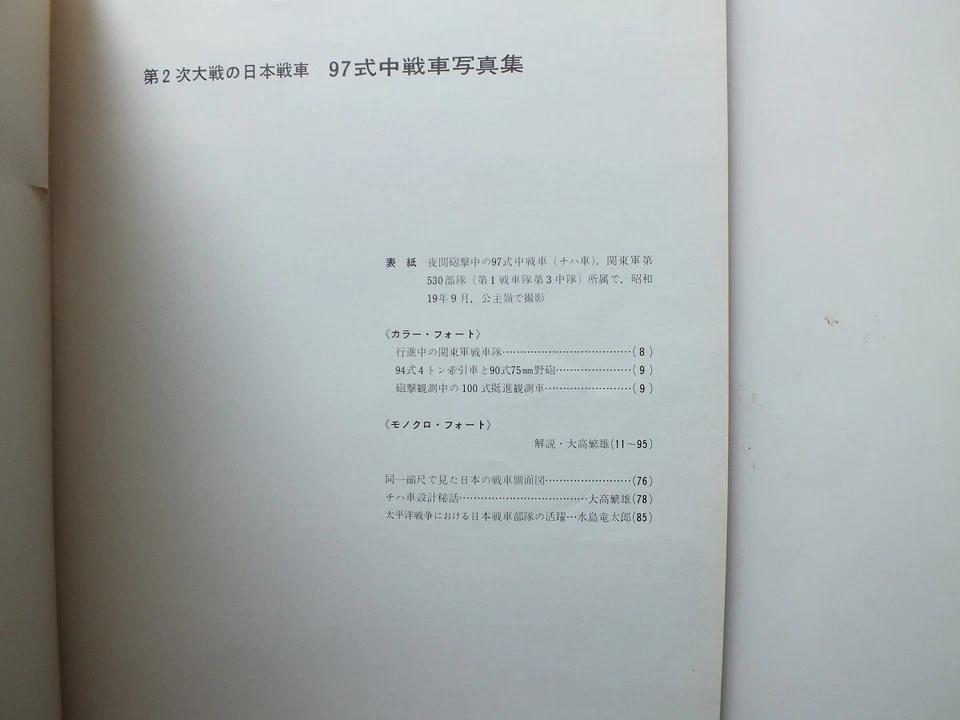 第2次大戦の日本戦車 97式中戦車写真集
表 紙 夜間砲撃中の97式中戦車(チハ車)。関東軍第
530部隊(第1戦車隊第3中隊)所属で、昭和
19年9月、公主嶺で撮影
《カラー・フォート》
行進中の関東軍戦車隊………………………………(8)
94式4トン牽引車と90式75mm野砲…………………(9)
砲撃観測中の100式挺進観測車……………………(9)
《モノクロ・フォート》
解説・大高繁雄(11〜95)
同一縮尺で見た日本の戦車側面図……………………(76)
チハ車設計秘話………………………………大高繁雄(78)
太平洋戦争における日本戦車部隊の活躍…水島竜太郎(85)